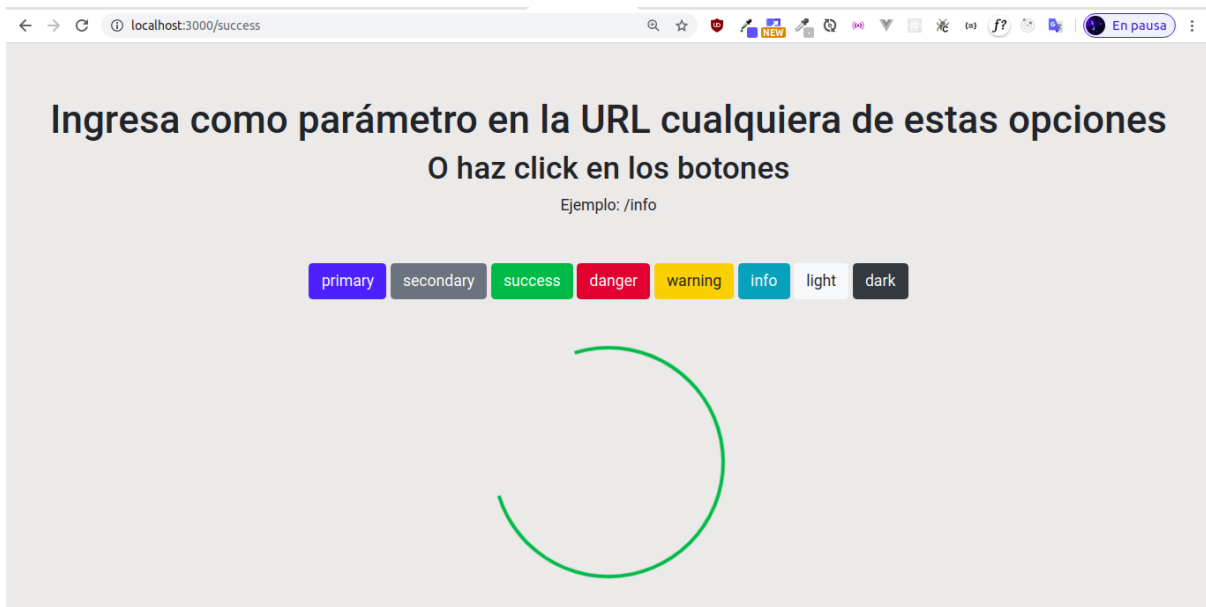 localhost:3000/success
NEW
f?
En pausa
Ingresa como parámetro en la URL cualquiera de estas opciones
O haz click en los botones
Ejemplo: /info
primary secondary success danger warning info light dark